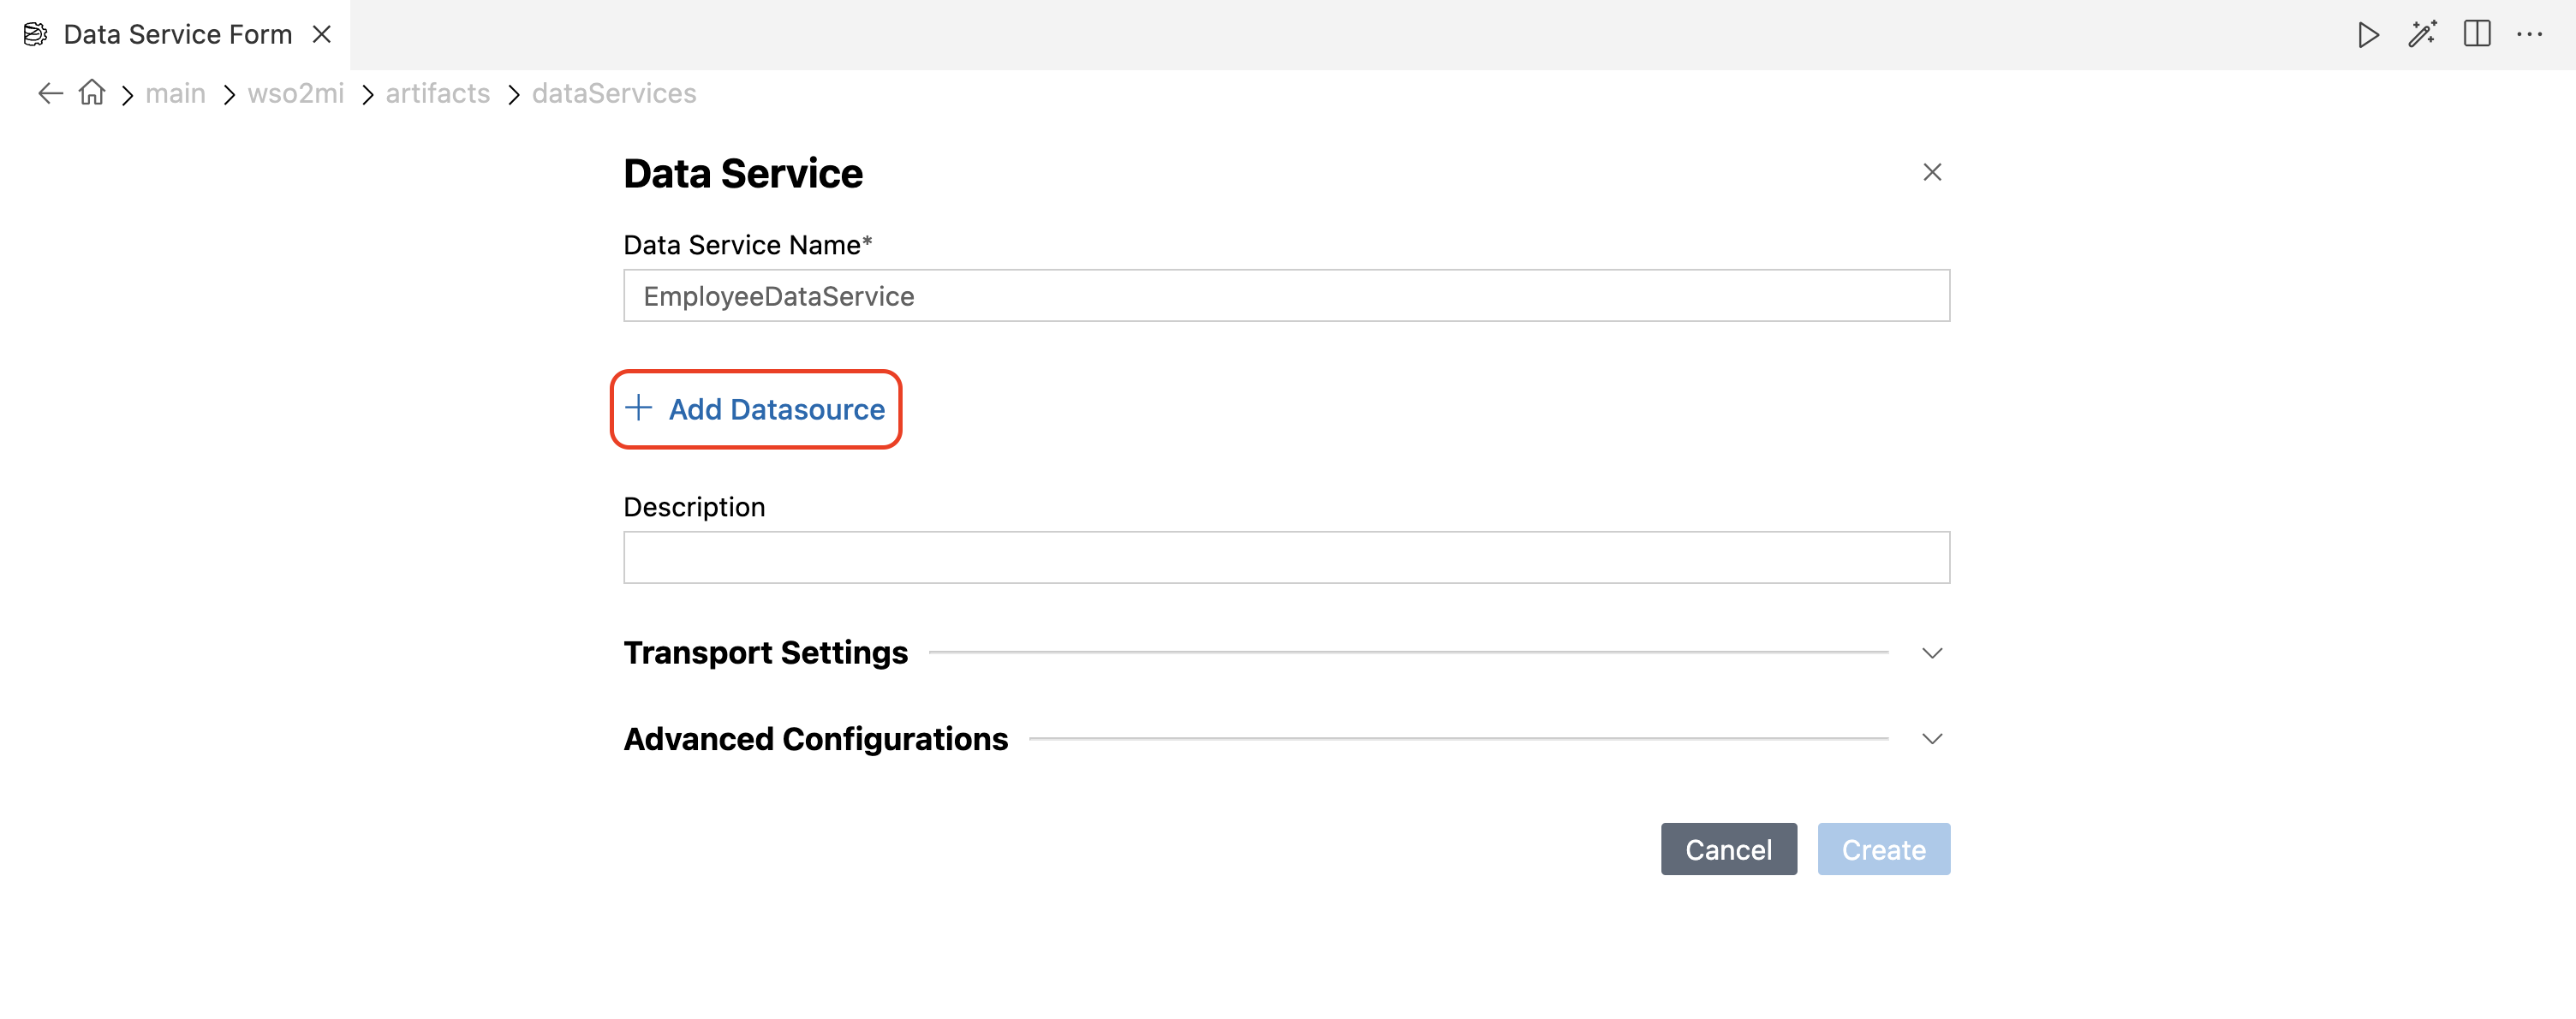 Data Service Form
main > wso2mi > artifacts > dataServices
Data Service
Data Service Name*
EmployeeDataService
Add Datasource
Description
Transport Settings
Advanced Configurations
Cancel
Create